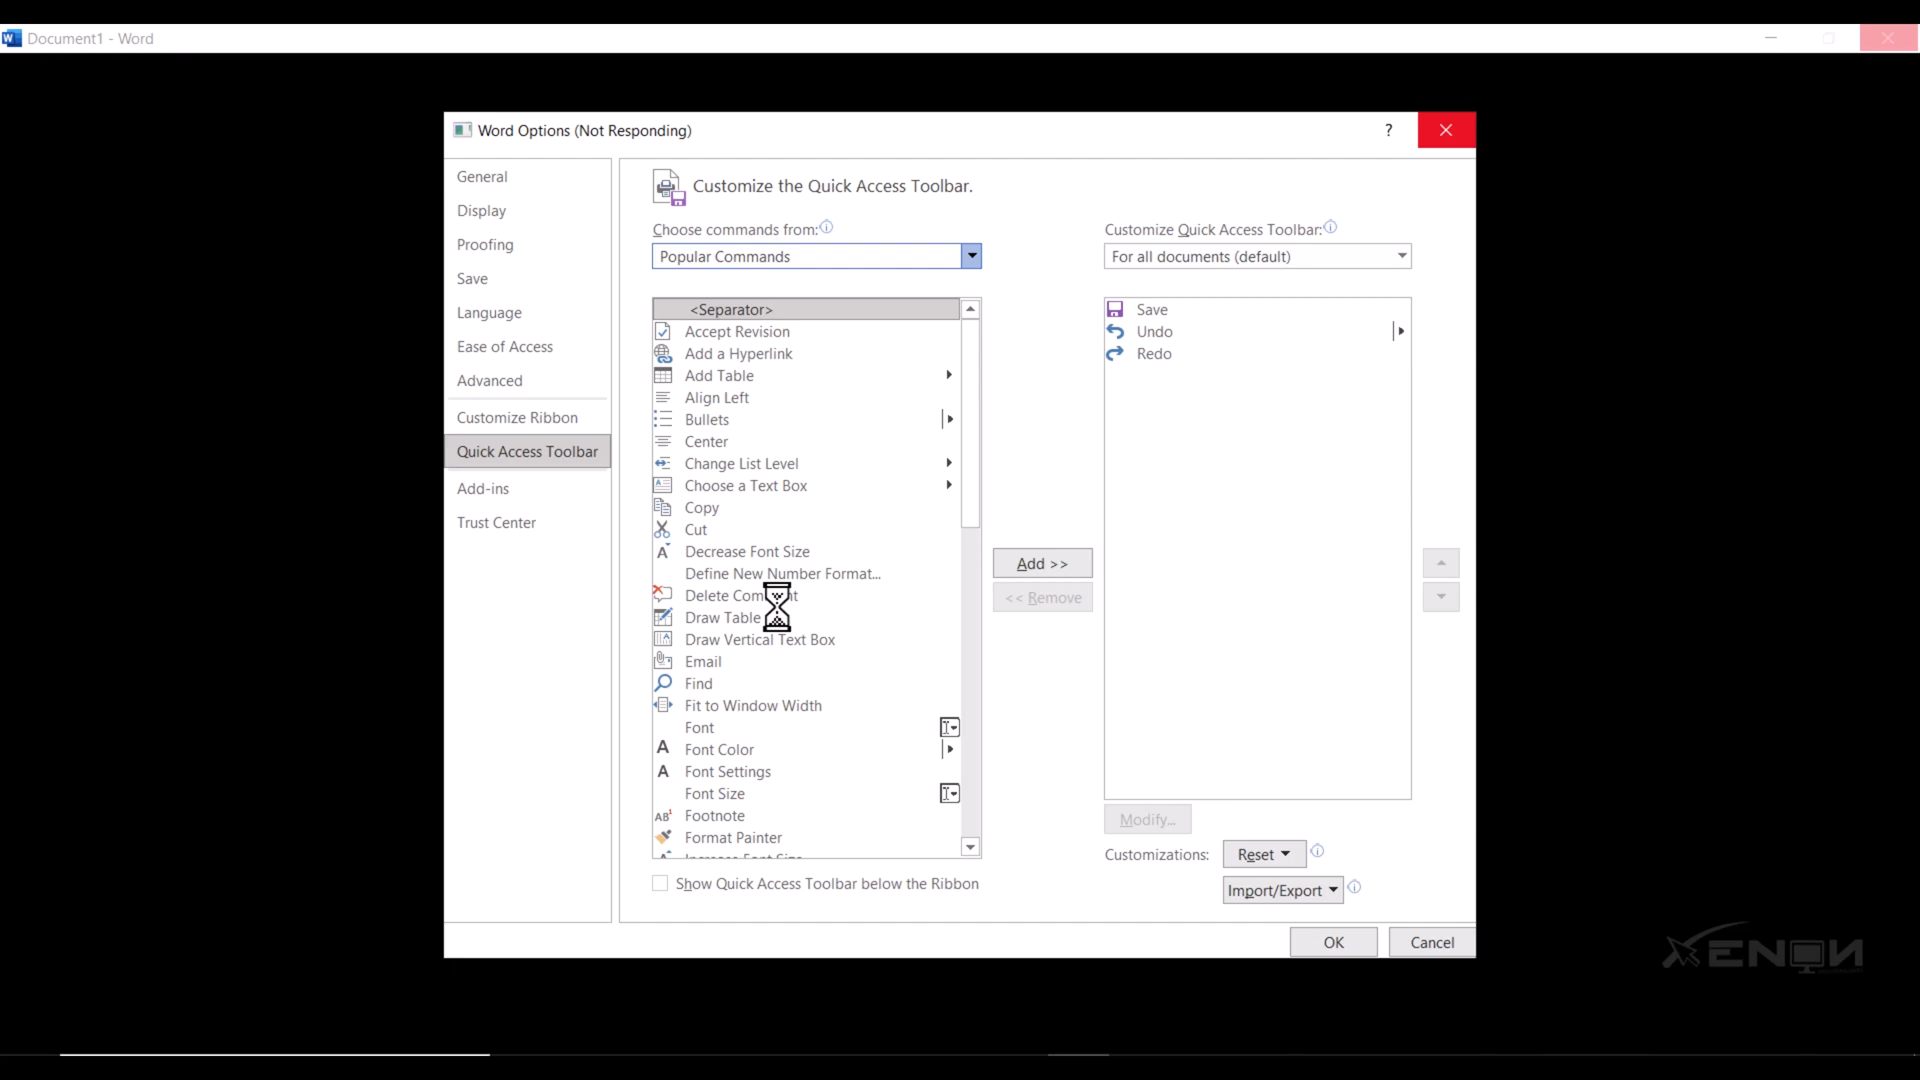 Document1 - Word
Word Options (Not Responding)
?
General
Display
Proofing
Save
Language
Ease of Access
Advanced
Customize Ribbon
Quick Access Toolbar
Add-ins
Trust Center
Customize the Quick Access Toolbar.
Choose commands from:
Popular Commands
<Separator>
Accept Revision
Add a Hyperlink
Add Table
Align Left
Bullets
Center
Change List Level
Choose a Text Box
Copy
Cut
Decrease Font Size
Define New Number Format...
Delete Comment
Draw Table
Draw Vertical Text Box
Email
Find
Fit to Window Width
Font
Font Color
Font Settings
Font Size
Footnote
Format Painter
Increase Font Size
Show Quick Access Toolbar below the Ribbon
Add >>
<< Remove
Customize Quick Access Toolbar:
For all documents (default)
Save
Undo
Redo
Modify...
Customizations:
Reset
Import/Export
OK
Cancel
XENON